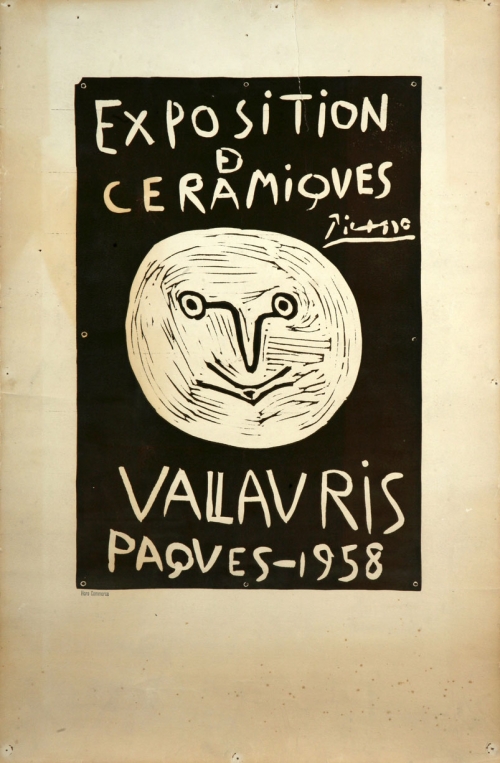 EXPOSiTiON
D
CERAMiQVES
Picasso
VALLAVRiS
PAQVES-1958